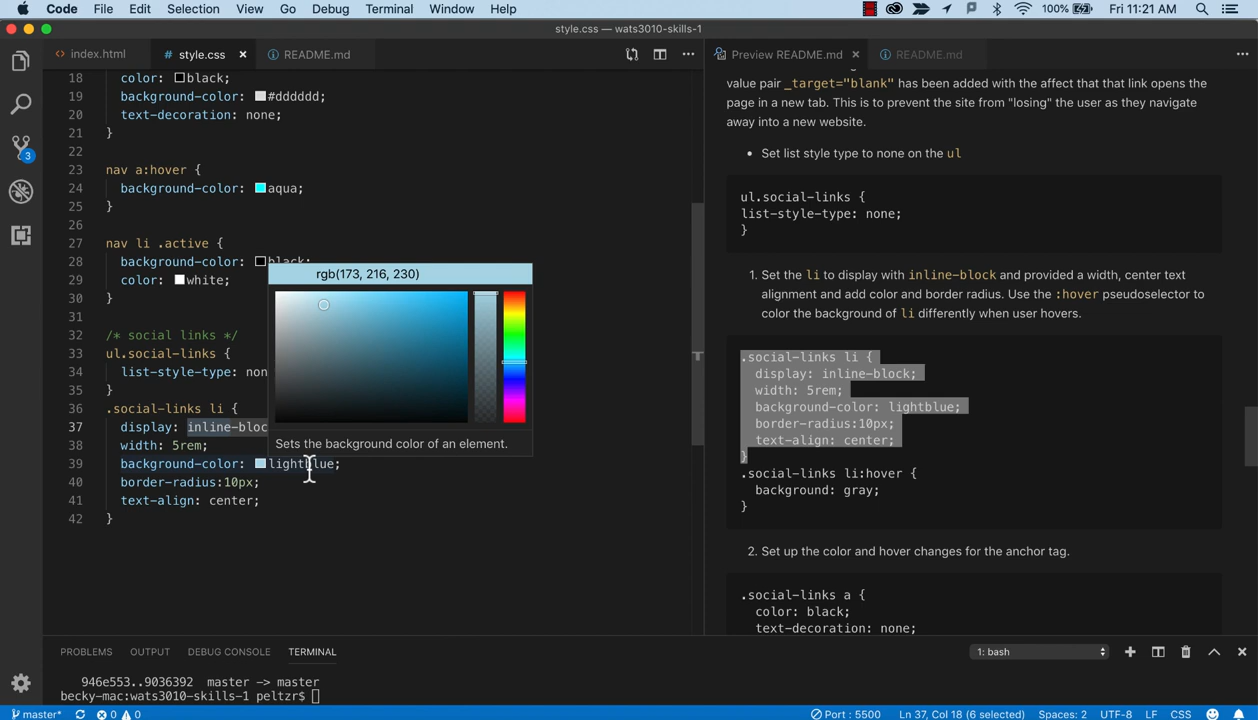 Code File Edit Selection View Go Debug Terminal Window Help 100% Fri 11:21 AM
style.css — wats3010-skills-1
index.html style.css README.md
18 color: black;
19 background-color: #dddddd;
20 text-decoration: none;
21 }
22
23 nav a:hover {
24 background-color: aqua;
25 }
26
27 nav li .active {
28 background-color: black;
29 color: white;
30 }
31
32 /* social links */
33 ul.social-links {
34 list-style-type: non
35 }
36 .social-links li {
37 display: inline-bloc
38 width: 5rem;
39 background-color: lightblue;
40 border-radius:10px;
41 text-align: center;
42 }
rgb(173, 216, 230)
Sets the background color of an element.
3
Preview README.md README.md
value pair _target="blank" has been added with the affect that that link opens the
page in a new tab. This is to prevent the site from "losing" the user as they navigate
away into a new website.
• Set list style type to none on the ul
ul.social-links {
list-style-type: none;
}
1. Set the li to display with inline-block and provided a width, center text
alignment and add color and border radius. Use the :hover pseudoselector to
color the background of li differently when user hovers.
.social-links li {
display: inline-block;
width: 5rem;
background-color: lightblue;
border-radius:10px;
text-align: center;
}
.social-links li:hover {
background: gray;
}
2. Set up the color and hover changes for the anchor tag.
.social-links a {
color: black;
text-decoration: none;
PROBLEMS OUTPUT DEBUG CONSOLE TERMINAL 1: bash
946e553..9036392 master -> master
becky-mac:wats3010-skills-1 peltzr$
master* 0 0 Port : 5500 Ln 37, Col 18 (6 selected) Spaces: 2 UTF-8 LF CSS